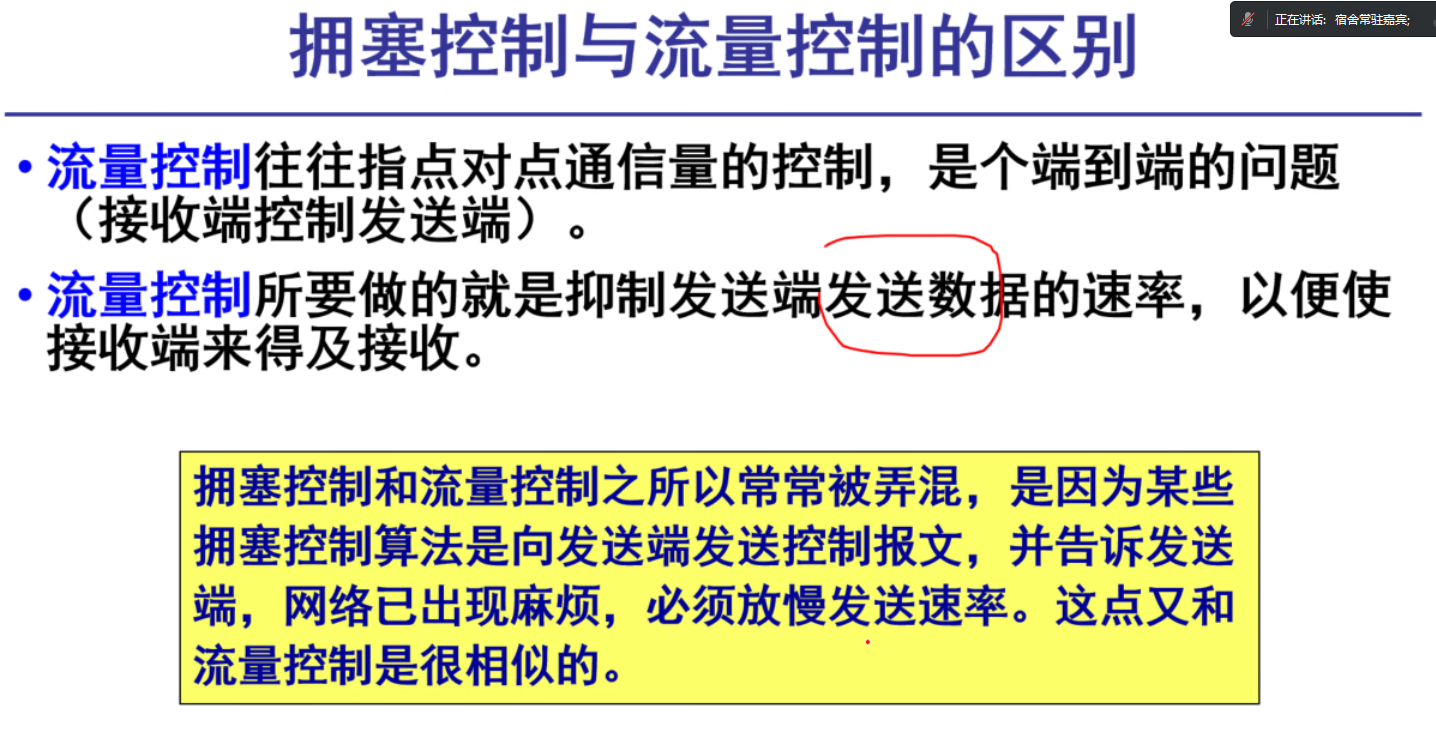 正在讲话: 宿舍常驻嘉宾;
拥塞控制与流量控制的区别
• 流量控制往往指点对点通信量的控制，是个端到端的问题
（接收端控制发送端）。
• 流量控制所要做的就是抑制发送端发送数据的速率，以便使
接收端来得及接收。
拥塞控制和流量控制之所以常常被弄混，是因为某些
拥塞控制算法是向发送端发送控制报文，并告诉发送
端，网络已出现麻烦，必须放慢发送速率。这点又和
流量控制是很相似的。